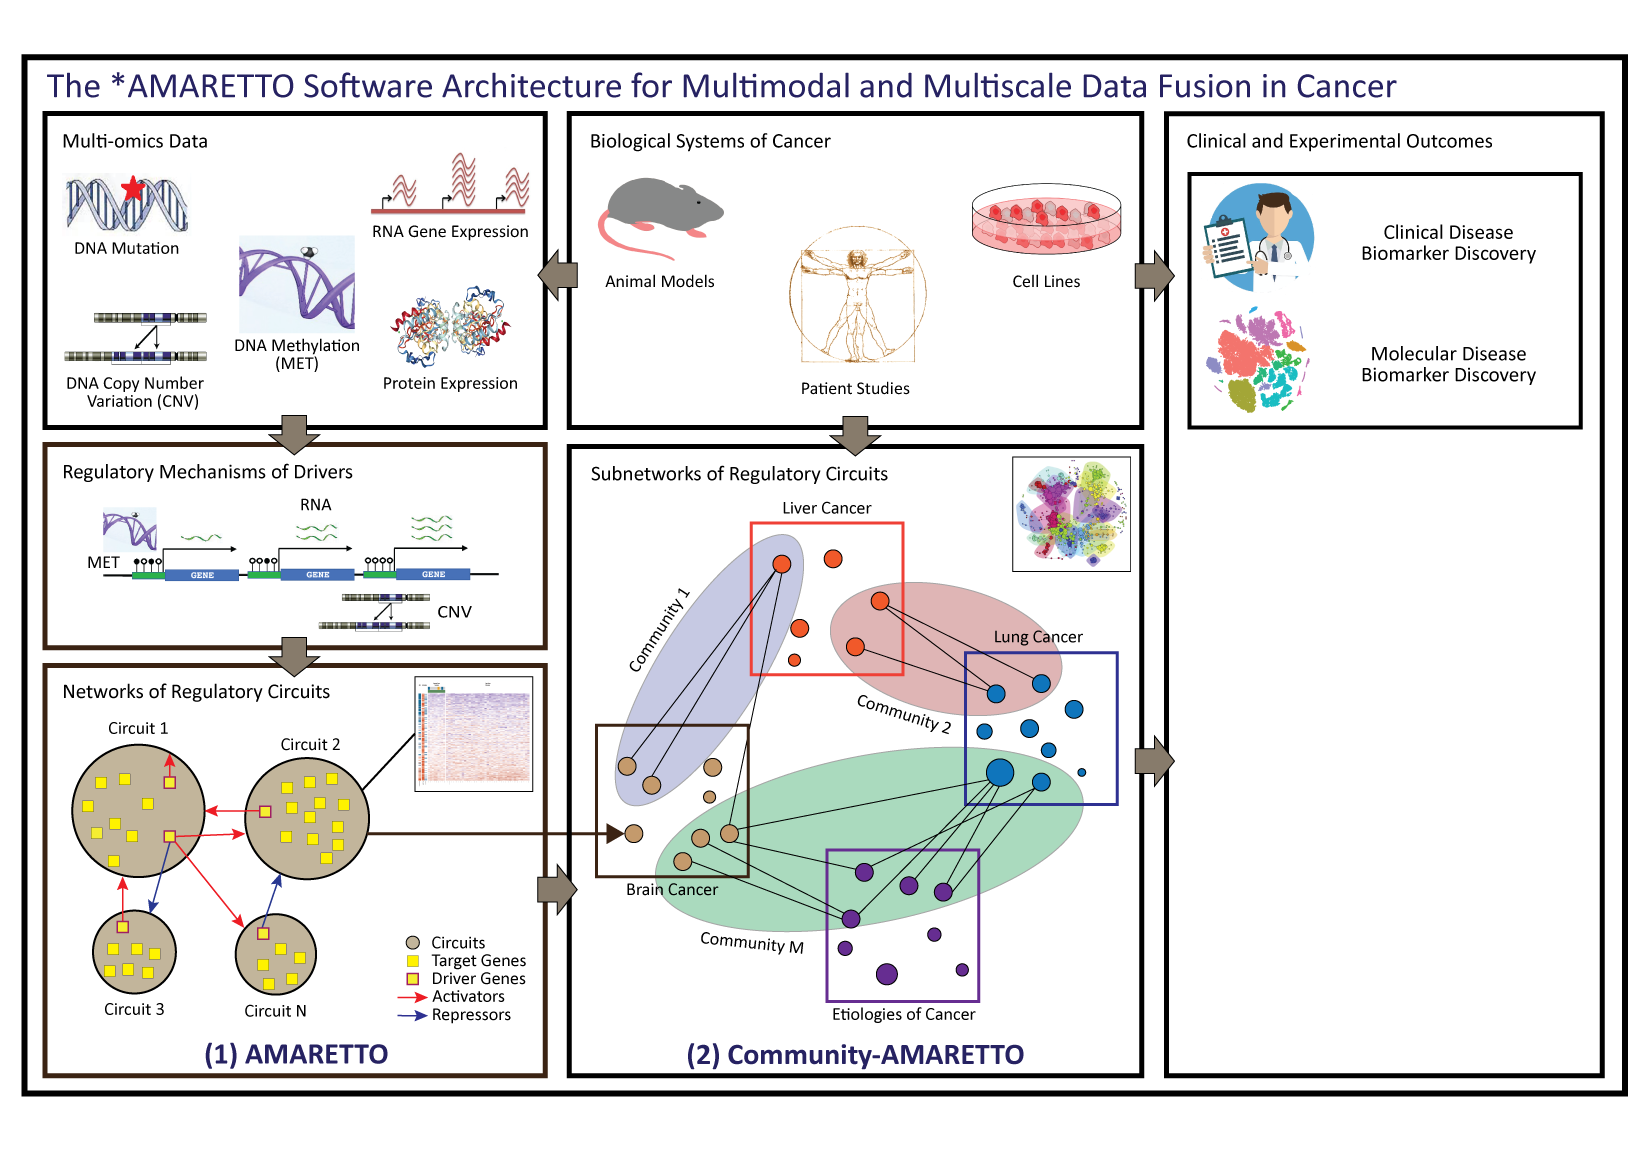 The *AMARETTO Software Architecture for Multimodal and Multiscale Data Fusion in Cancer
Multi-omics Data
DNA Mutation
RNA Gene Expression
DNA Methylation
(MET)
DNA Copy Number
Variation (CNV)
Protein Expression
Biological Systems of Cancer
Animal Models
Cell Lines
Patient Studies
Clinical and Experimental Outcomes
Clinical Disease
Biomarker Discovery
Molecular Disease
Biomarker Discovery
Regulatory Mechanisms of Drivers
RNA
MET
GENE
GENE
GENE
CNV
Networks of Regulatory Circuits
Circuit 1
Circuit 2
Circuit 3
Circuit N
Circuits
Target Genes
Driver Genes
Activators
Repressors
(1) AMARETTO
Subnetworks of Regulatory Circuits
Liver Cancer
Community 1
Lung Cancer
Community 2
Brain Cancer
Community M
Etiologies of Cancer
(2) Community-AMARETTO